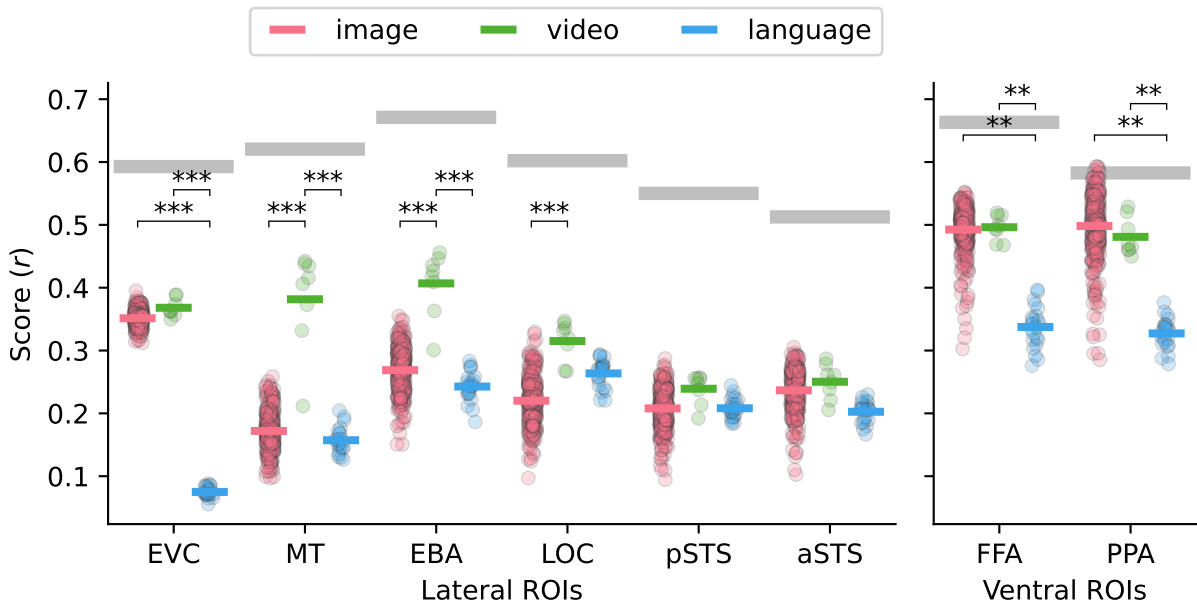 image video language
Score (r)
0.7
0.6
0.5
0.4
0.3
0.2
0.1
*** ***
*** ***
*** ***
***
** **
** **
EVC MT EBA LOC pSTS aSTS
Lateral ROIs
FFA PPA
Ventral ROIs